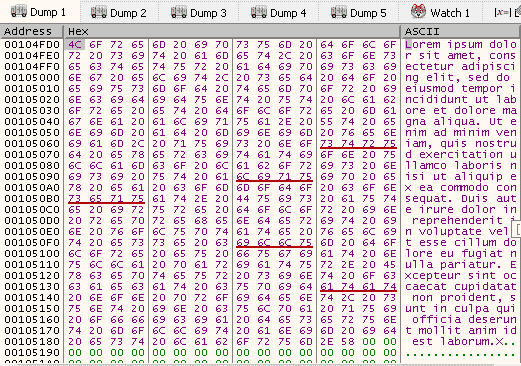 Dump 1 Dump 2 Dump 3 Dump 4 Dump 5 Watch 1 [x]=
Address Hex ASCII
00104FD0 4C 6F 72 65 6D 20 69 70 73 75 6D 20 64 6F 6C 6F Lorem ipsum dolo
00104FE0 72 20 73 69 74 20 61 6D 65 74 2C 20 63 6F 6E 73 r sit amet, cons
00104FF0 65 63 74 65 74 75 72 20 61 64 69 70 69 73 63 69 ectetur adipisci
00105000 6E 67 20 65 6C 69 74 2C 20 73 65 64 20 64 6F 20 ng elit, sed do
00105010 65 69 75 73 6D 6F 64 20 74 65 6D 70 6F 72 20 69 eiusmod tempor i
00105020 6E 63 69 64 69 64 75 6E 74 20 75 74 20 6C 61 62 ncididunt ut lab
00105030 6F 72 65 20 65 74 20 64 6F 6C 6F 72 65 20 6D 61 ore et dolore ma
00105040 67 6E 61 20 61 6C 69 71 75 61 2E 20 55 74 20 65 gna aliqua. Ut e
00105050 6E 69 6D 20 61 64 20 6D 69 6E 69 6D 20 76 65 6E nim ad minim ven
00105060 69 61 6D 2C 20 71 75 69 73 20 6E 6F 73 74 72 75 iam, quis nostru
00105070 64 20 65 78 65 72 63 69 74 61 74 69 6F 6E 20 75 d exercitation u
00105080 6C 6C 61 6D 63 6F 20 6C 61 62 6F 72 69 73 20 6E llamco laboris n
00105090 69 73 69 20 75 74 20 61 6C 69 71 75 69 70 20 65 isi ut aliquip e
001050A0 78 20 65 61 20 63 6F 6D 6D 6F 64 6F 20 63 6F 6E x ea commodo con
001050B0 73 65 71 75 61 74 2E 20 44 75 69 73 20 61 75 74 sequat. Duis aut
001050C0 65 20 69 72 75 72 65 20 64 6F 6C 6F 72 20 69 6E e irure dolor in
001050D0 20 72 65 70 72 65 68 65 6E 64 65 72 69 74 20 69 reprehenderit i
001050E0 6E 20 76 6F 6C 75 70 74 61 74 65 20 76 65 6C 69 n voluptate veli
001050F0 74 20 65 73 73 65 20 63 69 6C 6C 75 6D 20 64 6F t esse cillum do
00105100 6C 6F 72 65 20 65 75 20 66 75 67 69 61 74 20 6E lore eu fugiat n
00105110 75 6C 6C 61 20 70 61 72 69 61 74 75 72 2E 20 45 ulla pariatur. E
00105120 78 63 65 70 74 65 75 72 20 73 69 6E 74 20 6F 63 xcepteur sint oc
00105130 63 61 65 63 61 74 20 63 75 70 69 64 61 74 61 74 caecat cupidatat
00105140 20 6E 6F 6E 20 70 72 6F 69 64 65 6E 74 2C 20 73 non proident, s
00105150 75 6E 74 20 69 6E 20 63 75 6C 70 61 20 71 75 69 unt in culpa qui
00105160 20 6F 66 66 69 63 69 61 20 64 65 73 65 72 75 6E officia deserun
00105170 74 20 6D 6F 6C 6C 69 74 20 61 6E 69 6D 20 69 64 t mollit anim id
00105180 20 65 73 74 20 6C 61 62 6F 72 75 6D 2E 58 00 00 est laborum.X..
00105190 00 00 00 00 00 00 00 00 00 00 00 00 00 00 00 00 ................